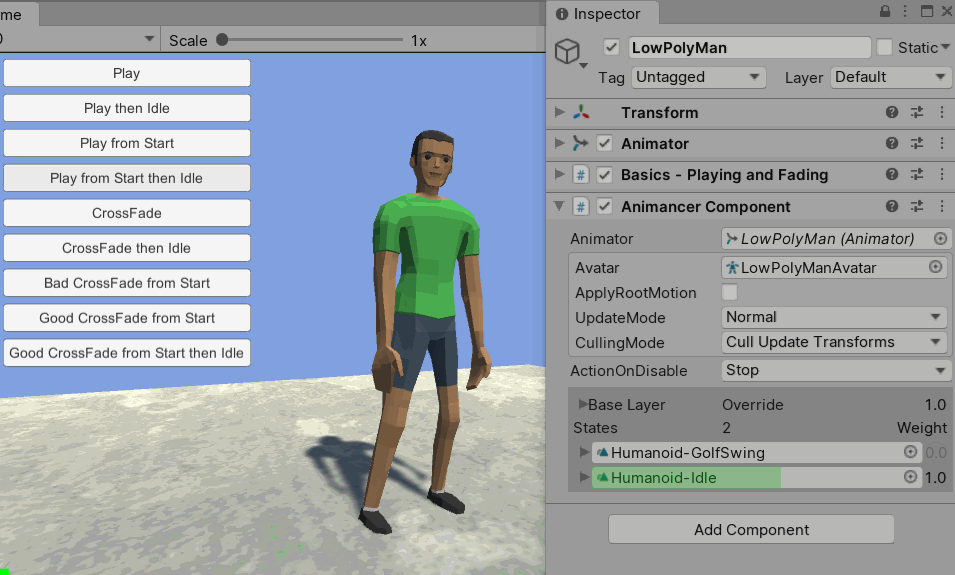 me
Scale
1x
Play
Play then Idle
Play from Start
Play from Start then Idle
CrossFade
CrossFade then Idle
Bad CrossFade from Start
Good CrossFade from Start
Good CrossFade from Start then Idle
Inspector
LowPolyMan
Static
Tag Untagged Layer Default
Transform
Animator
# Basics - Playing and Fading
# Animancer Component
Animator LowPolyMan (Animator)
Avatar LowPolyManAvatar
ApplyRootMotion
UpdateMode Normal
CullingMode Cull Update Transforms
ActionOnDisable Stop
Base Layer Override 1.0
States 2 Weight
Humanoid-GolfSwing 0.0
Humanoid-Idle 1.0
Add Component